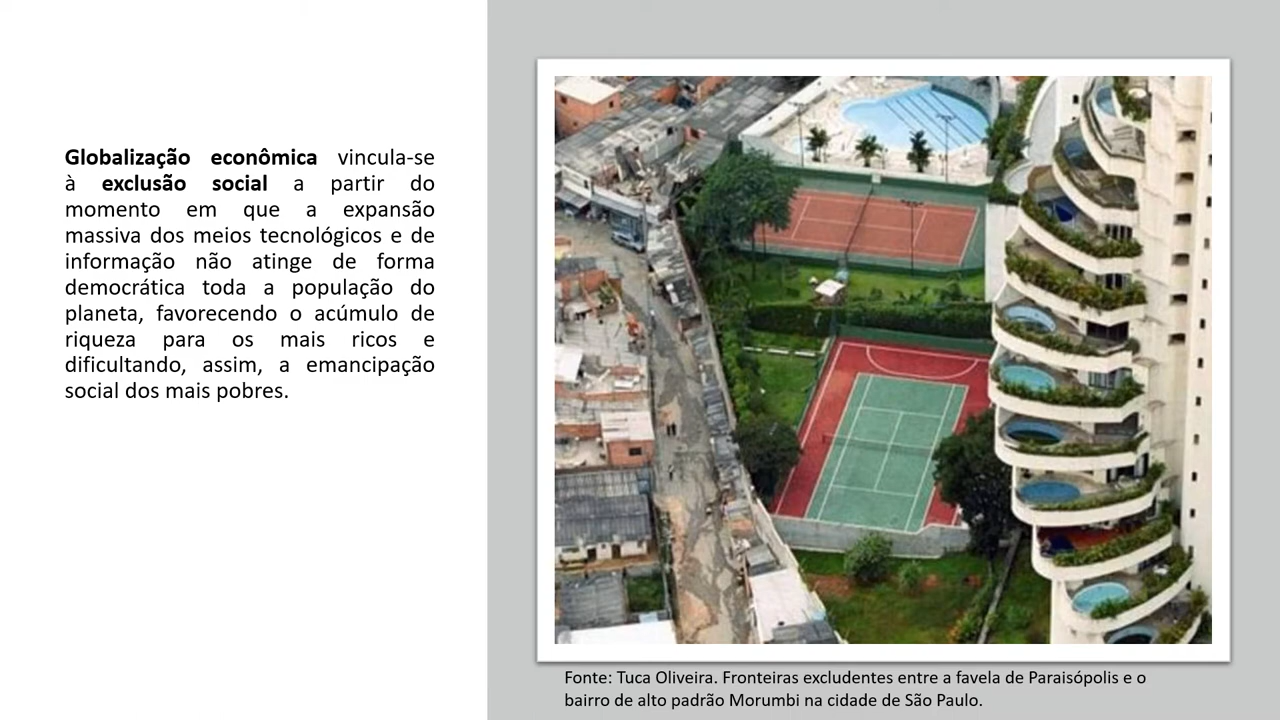 Globalização econômica vincula-se
à exclusão social a partir do
momento em que a expansão
massiva dos meios tecnológicos e de
informação não atinge de forma
democrática toda a população do
planeta, favorecendo o acúmulo de
riqueza para os mais ricos e
dificultando, assim, a emancipação
social dos mais pobres.
Fonte: Tuca Oliveira. Fronteiras excludentes entre a favela de Paraisópolis e o
bairro de alto padrão Morumbi na cidade de São Paulo.